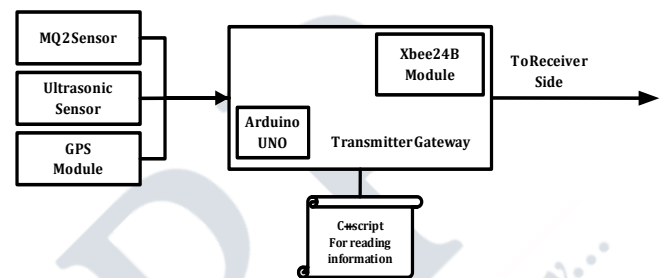 MQ2Sensor
Ultrasonic
Sensor
GPS
Module
Xbee24B
Module
Arduino
UNO
TransmitterGateway
ToReceiver
Side
C++script
For reading
information